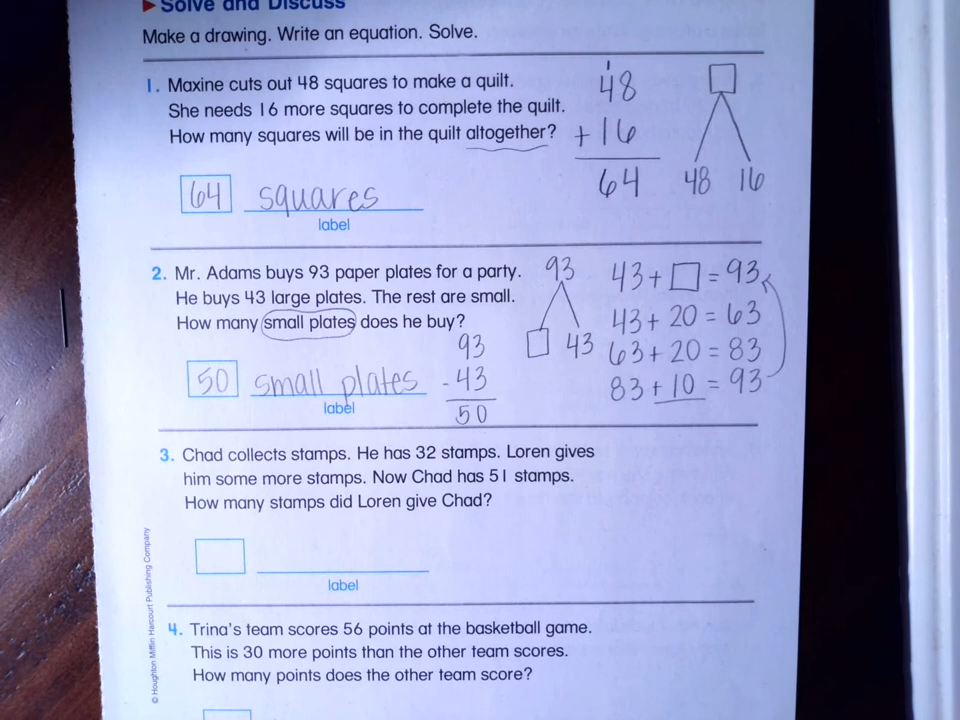 ▶ Solve and Discuss
Make a drawing. Write an equation. Solve.
1. Maxine cuts out 48 squares to make a quilt.
She needs 16 more squares to complete the quilt.
How many squares will be in the quilt altogether?
1
48
+ 16
64
48 16
64 squares
label
2. Mr. Adams buys 93 paper plates for a party.
He buys 43 large plates. The rest are small.
How many small plates does he buy?
93
□ 43
93
- 43
50
43 + □ = 93
43 + 20 = 63
63 + 20 = 83
83 + 10 = 93
50 small plates
label
3. Chad collects stamps. He has 32 stamps. Loren gives
him some more stamps. Now Chad has 51 stamps.
How many stamps did Loren give Chad?
label
4. Trina's team scores 56 points at the basketball game.
This is 30 more points than the other team scores.
How many points does the other team score?
© Houghton Mifflin Harcourt Publishing Company